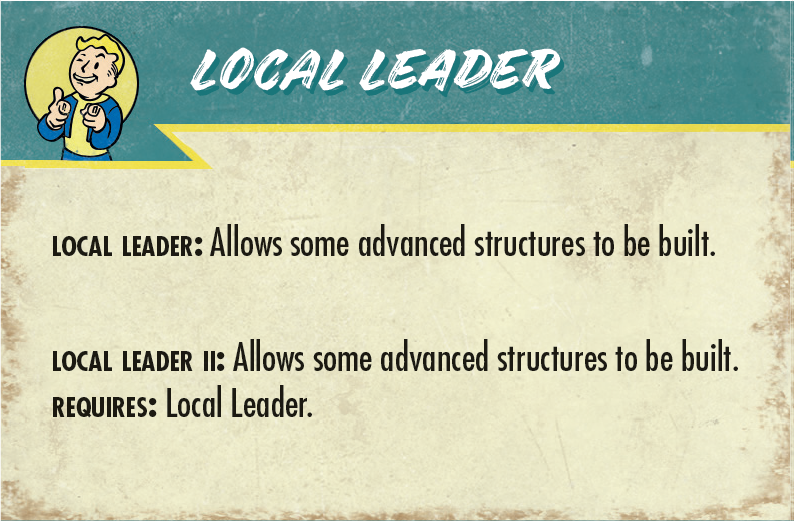 LOCAL LEADER
LOCAL LEADER: Allows some advanced structures to be built.
LOCAL LEADER II: Allows some advanced structures to be built.
REQUIRES: Local Leader.